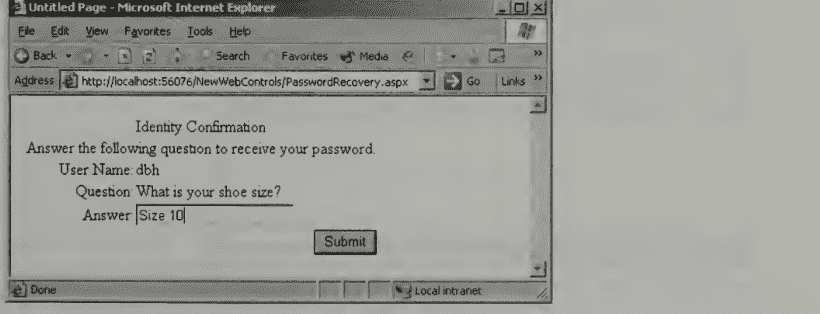 Untitled Page - Microsoft Internet Explorer
File Edit View Favorites Tools Help
Back Search Favorites Media »
Address http://localhost:56076/NewWebControls/PasswordRecovery.aspx Go Links »
Identity Confirmation
Answer the following question to receive your password.
User Name: dbh
Question: What is your shoe size?
Answer Size 10
Submit
Done Local intranet